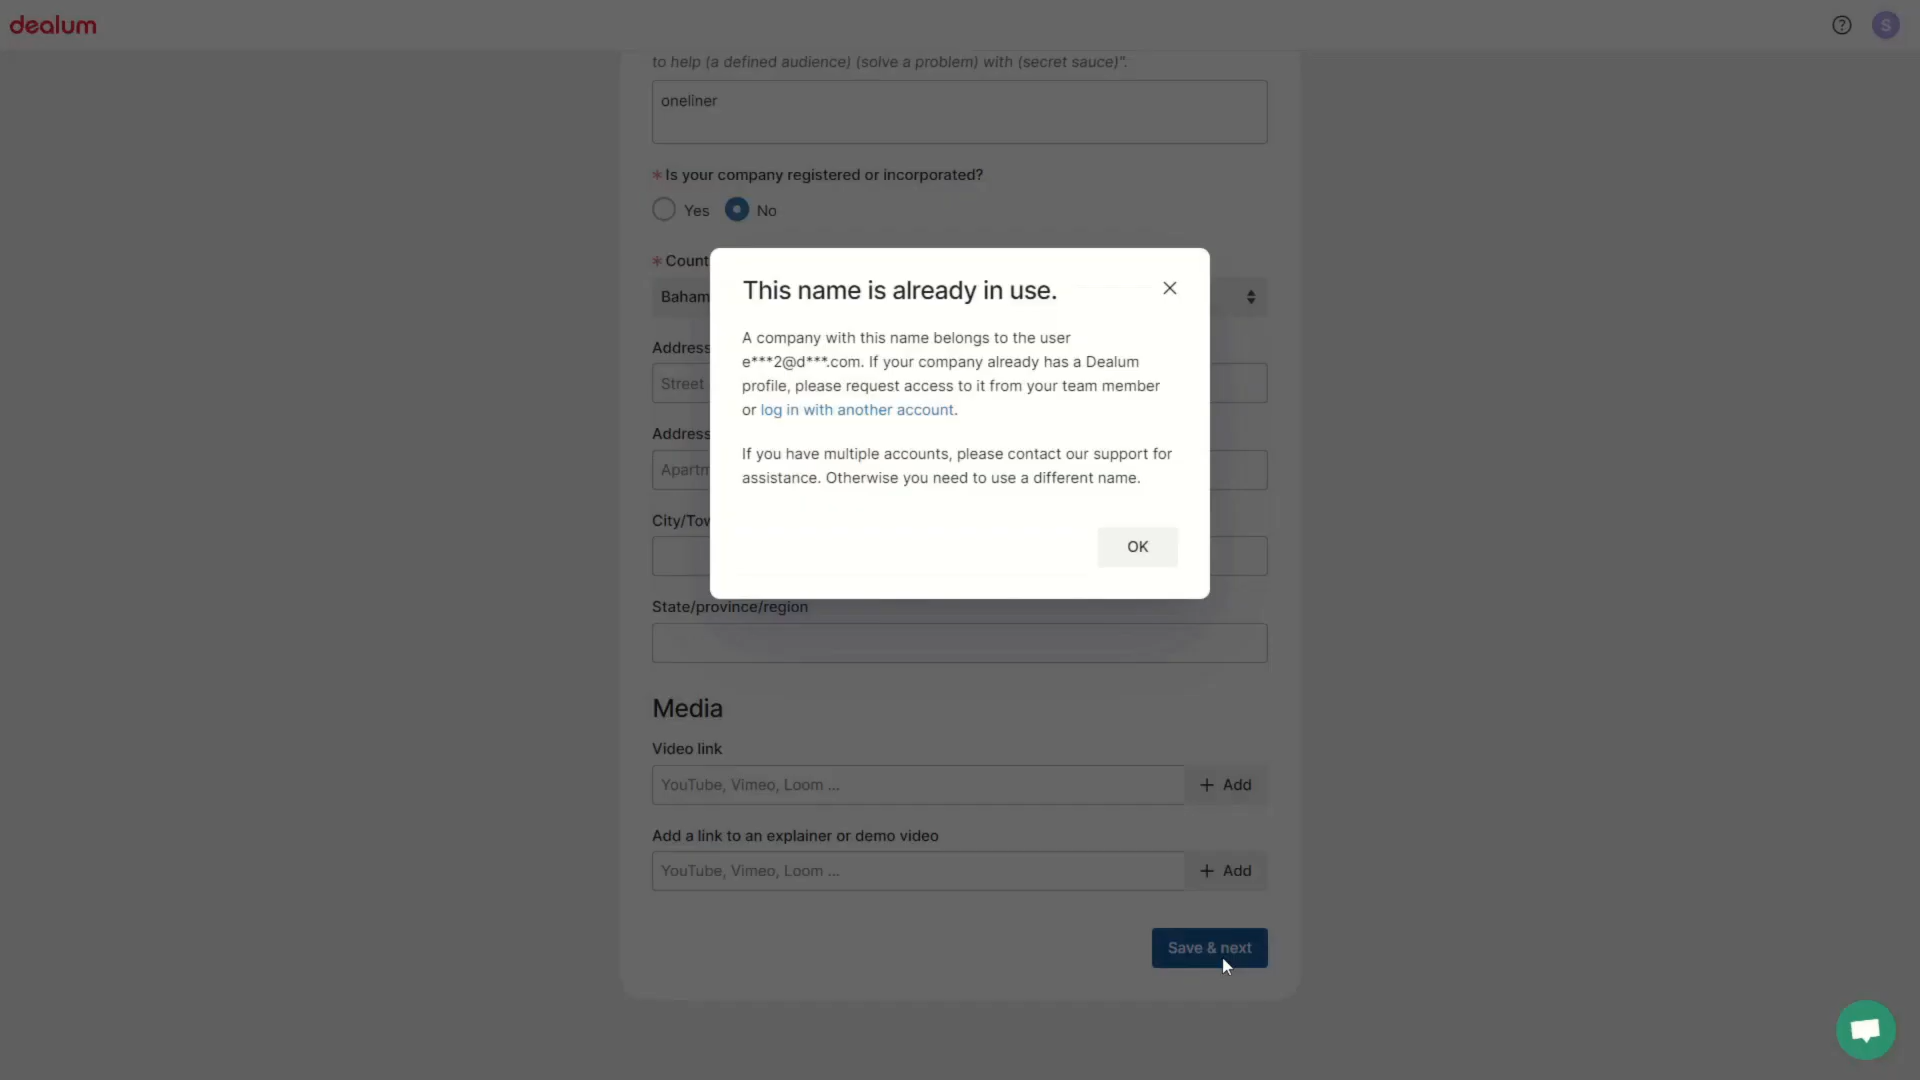 dealum
S
to help (a defined audience) (solve a problem) with (secret sauce)".
oneliner
* Is your company registered or incorporated?
Yes No
* Count
Baham
This name is already in use.
A company with this name belongs to the user
e***2@d***.com. If your company already has a Dealum
profile, please request access to it from your team member
or log in with another account.
If you have multiple accounts, please contact our support for
assistance. Otherwise you need to use a different name.
OK
Address
Street
Address
Apartm
City/Tow
State/province/region
Media
Video link
YouTube, Vimeo, Loom ...
+ Add
Add a link to an explainer or demo video
YouTube, Vimeo, Loom ...
+ Add
Save & next